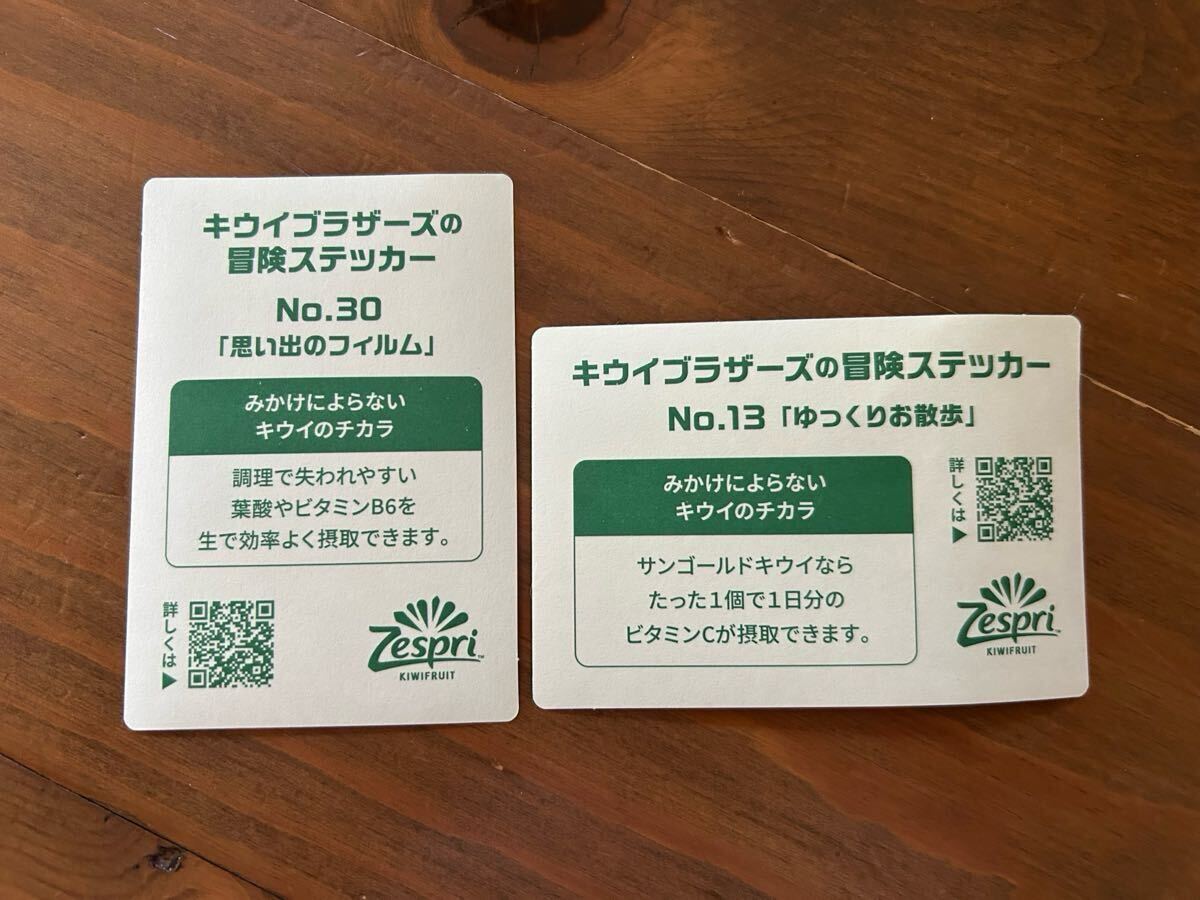 キウイブラザーズの
冒険ステッカー
No.30
「思い出のフィルム」
みかけによらない
キウイのチカラ
調理で失われやすい
葉酸やビタミンB6を
生で効率よく摂取できます。
詳しくは▶
Zespri™
KIWIFRUIT
キウイブラザーズの冒険ステッカー
No.13「ゆっくりお散歩」
みかけによらない
キウイのチカラ
サンゴールドキウイなら
たった1個で1日分の
ビタミンCが摂取できます。
詳しくは▶
Zespri™
KIWIFRUIT